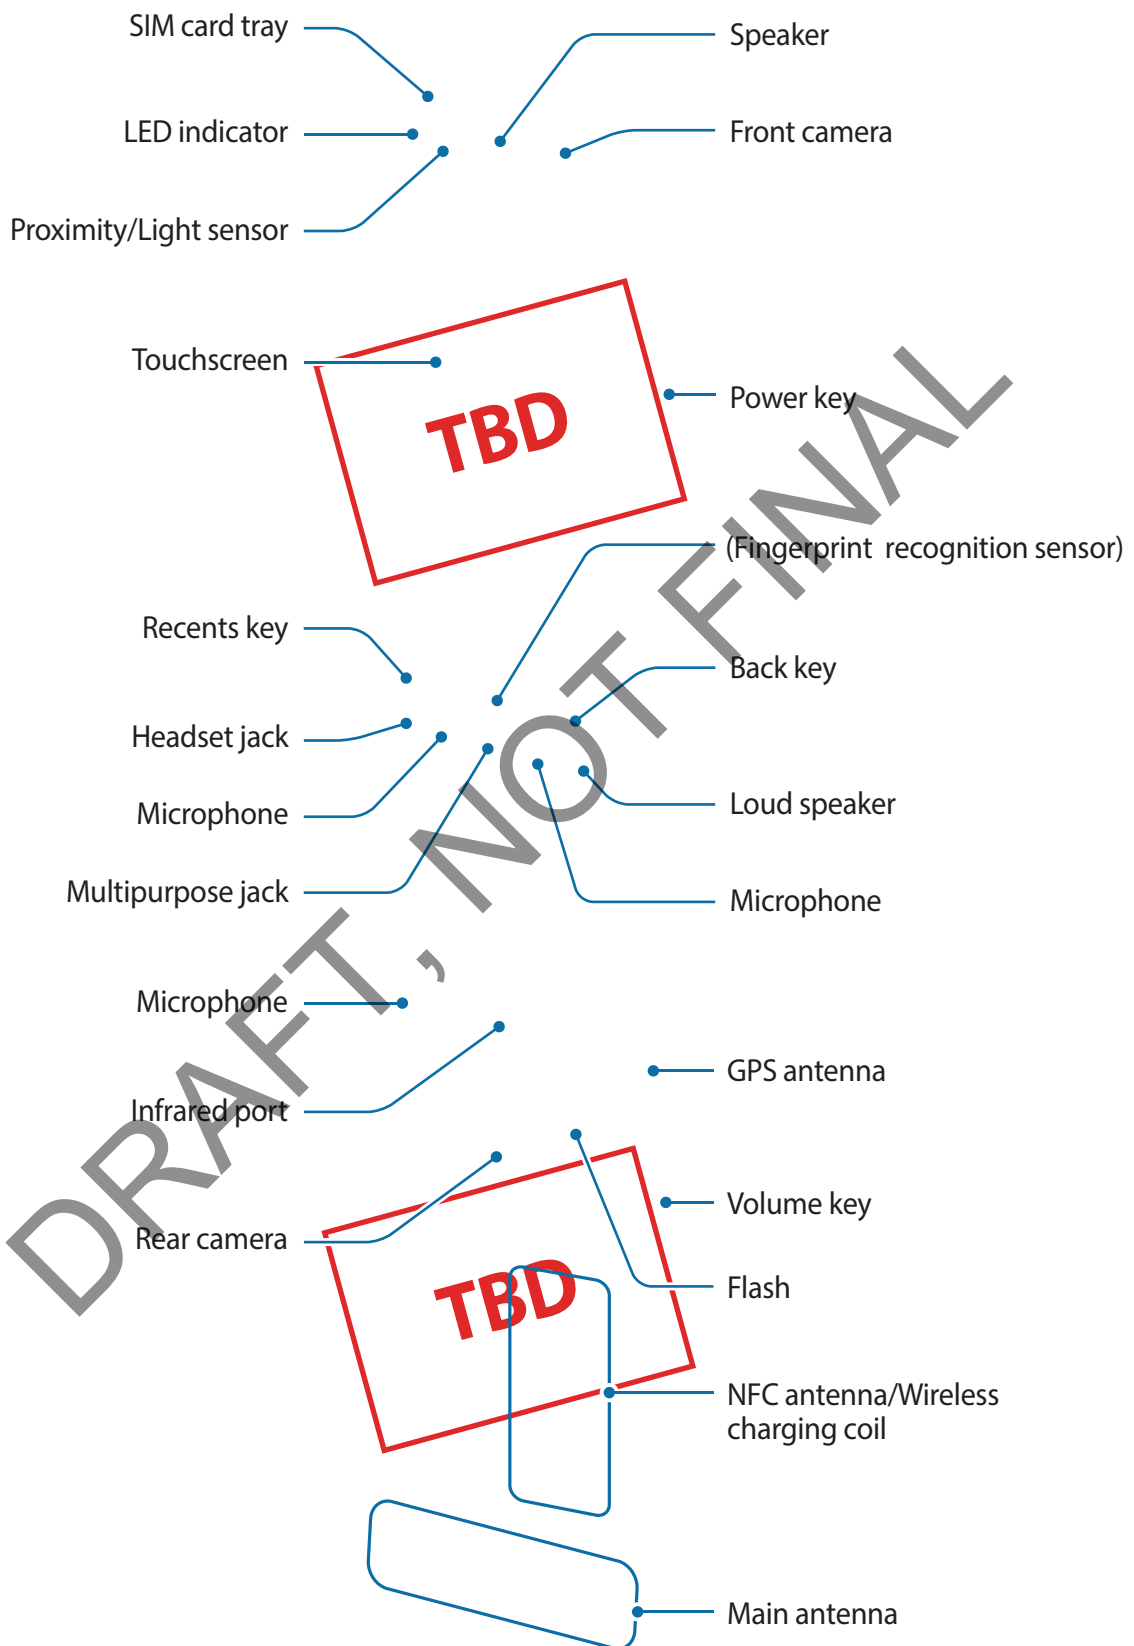 SIM card tray
Speaker
LED indicator
Front camera
Proximity/Light sensor
Touchscreen
Power key
TBD
(Fingerprint recognition sensor)
Recents key
Back key
Headset jack
Microphone
Loud speaker
Multipurpose jack
Microphone
Microphone
GPS antenna
Infrared port
Volume key
Rear camera
Flash
TBD
NFC antenna/Wireless
charging coil
Main antenna
DRAFT, NOT FINAL